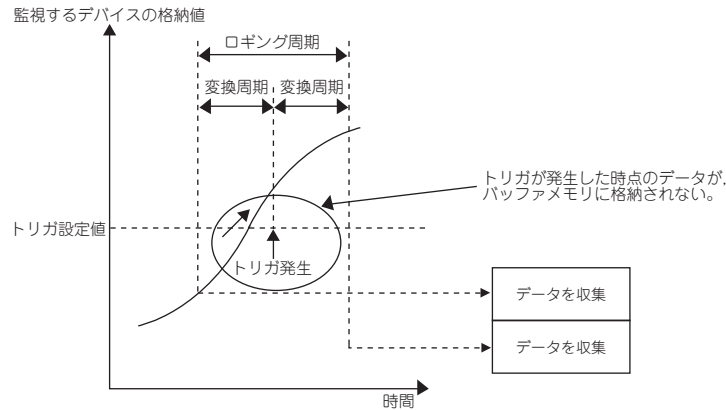 監視するデバイスの格納値
ロギング周期
変換周期
変換周期
トリガが発生した時点のデータが,
バッファメモリに格納されない。
トリガ設定値
トリガ発生
データを収集
データを収集
時間